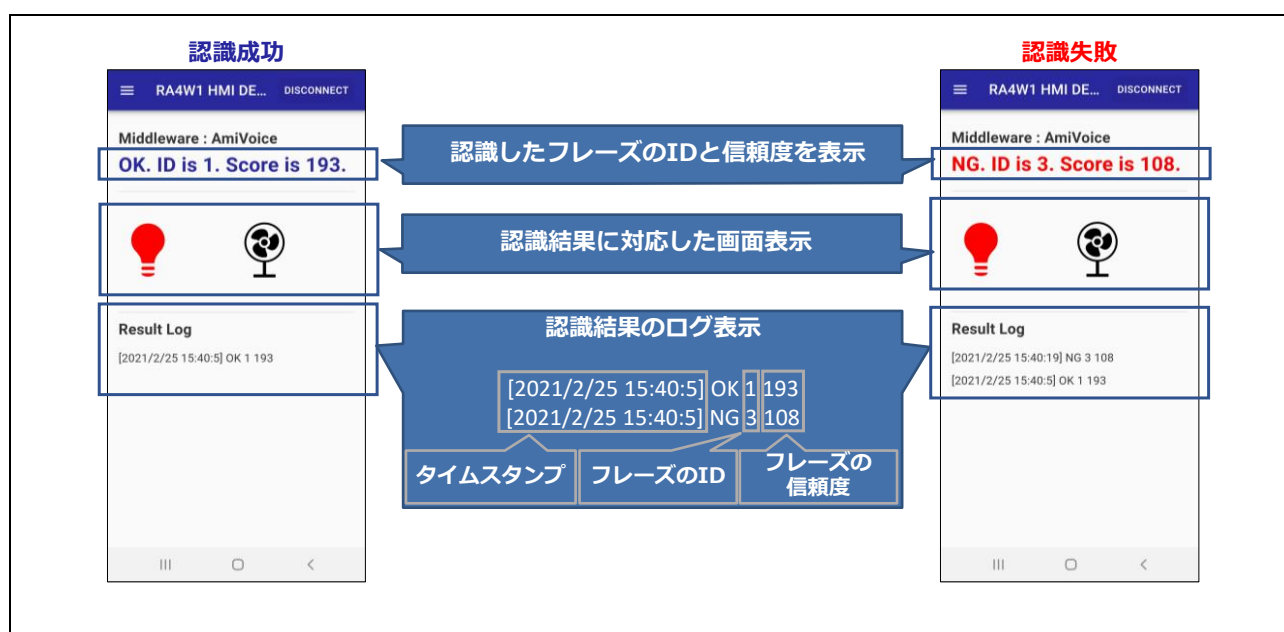 認識成功
RA4W1 HMI DE... DISCONNECT
Middleware : AmiVoice
OK. ID is 1. Score is 193.
Result Log
[2021/2/25 15:40:5] OK 1 193
認識したフレーズのIDと信頼度を表示
認識結果に対応した画面表示
認識結果のログ表示
[2021/2/25 15:40:5] OK 1 193
[2021/2/25 15:40:5] NG 3 108
タイムスタンプ
フレーズのID
フレーズの
信頼度
認識失敗
RA4W1 HMI DE... DISCONNECT
Middleware : AmiVoice
NG. ID is 3. Score is 108.
Result Log
[2021/2/25 15:40:19] NG 3 108
[2021/2/25 15:40:5] OK 1 193